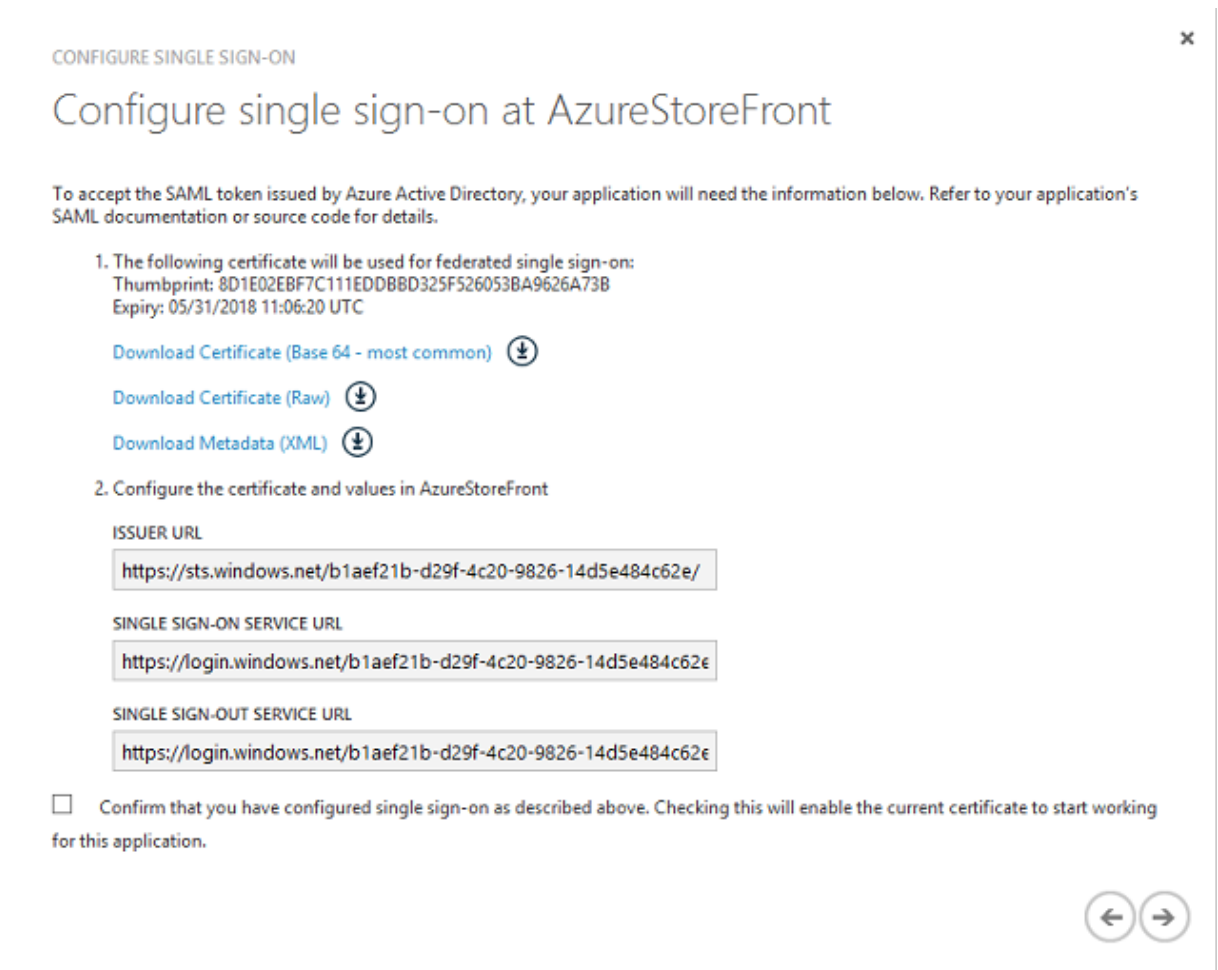 CONFIGURE SINGLE SIGN-ON
Configure single sign-on at AzureStoreFront
To accept the SAML token issued by Azure Active Directory, your application will need the information below. Refer to your application's
SAML documentation or source code for details.
1. The following certificate will be used for federated single sign-on:
Thumbprint: 8D1E02EBF7C111EDDBBD325F526053BA9626A73B
Expiry: 05/31/2018 11:06:20 UTC
Download Certificate (Base 64 - most common)
Download Certificate (Raw)
Download Metadata (XML)
2. Configure the certificate and values in AzureStoreFront
ISSUER URL
https://sts.windows.net/b1aef21b-d29f-4c20-9826-14d5e484c62e/
SINGLE SIGN-ON SERVICE URL
https://login.windows.net/b1aef21b-d29f-4c20-9826-14d5e484c62e
SINGLE SIGN-OUT SERVICE URL
https://login.windows.net/b1aef21b-d29f-4c20-9826-14d5e484c62e
Confirm that you have configured single sign-on as described above. Checking this will enable the current certificate to start working
for this application.